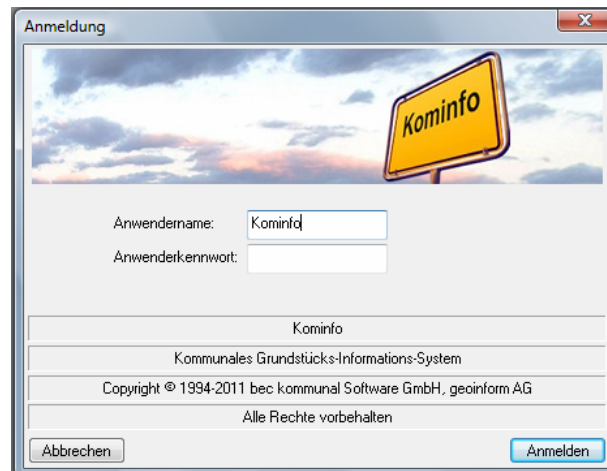 Anmeldung
Kominfo
Anwendername: Kominfo
Anwenderkennwort:
Kominfo
Kommunales Grundstücks-Informations-System
Copyright © 1994-2011 bec kommunal Software GmbH, geoinform AG
Alle Rechte vorbehalten
Abbrechen Anmelden